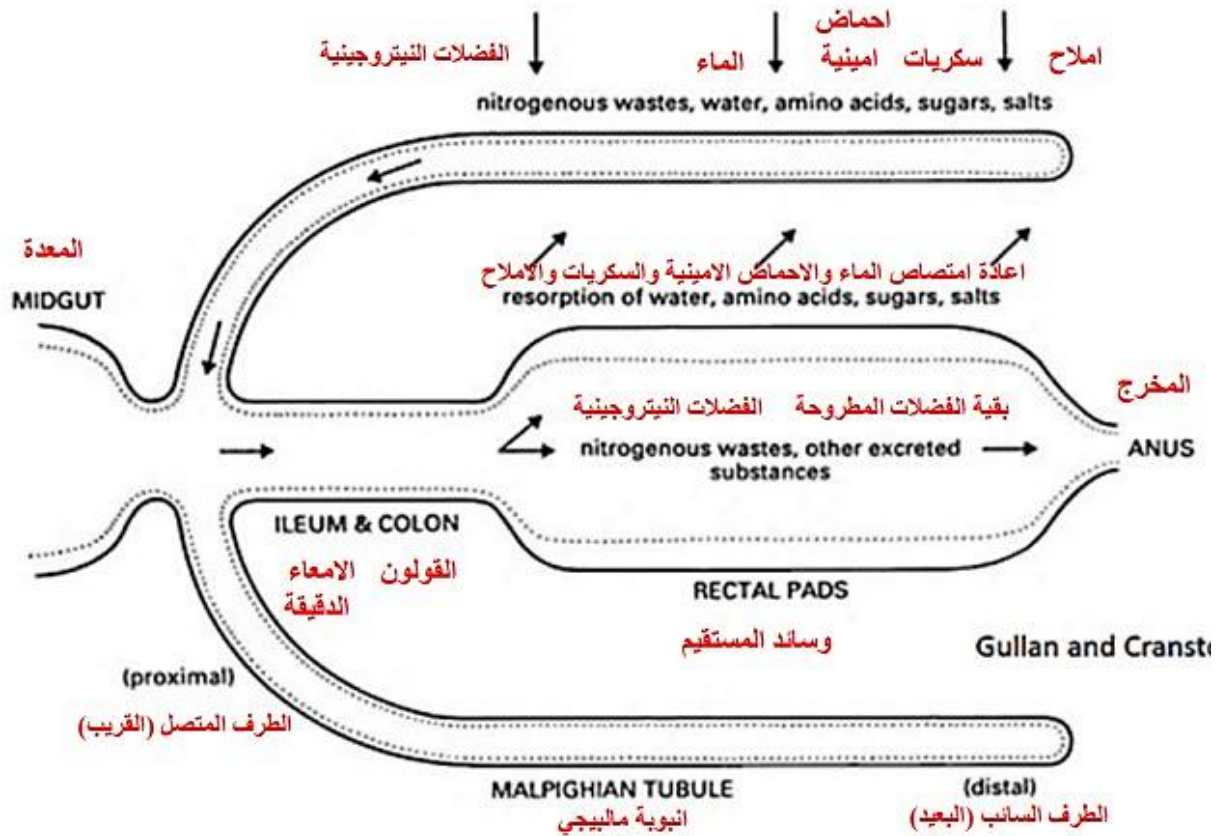 احماض
الفضلات النيتروجينية الماء امينية سكريات املاح
nitrogenous wastes, water, amino acids, sugars, salts
المعدة
MIDGUT
اعادة امتصاص الماء والاحماض الامينية والسكريات والاملاح
resorption of water, amino acids, sugars, salts
المخرج
ANUS
الفضلات النيتروجينية بقية الفضلات المطروحة
nitrogenous wastes, other excreted
substances
ILEUM & COLON
القولون الامعاء
الدقيقة
RECTAL PADS
وسائد المستقيم
Gullan and Cransto
(proximal)
الطرف المتصل (القريب)
MALPIGHIAN TUBULE
انبوبة مالبيجي
(distal)
الطرف السائب (البعيد)